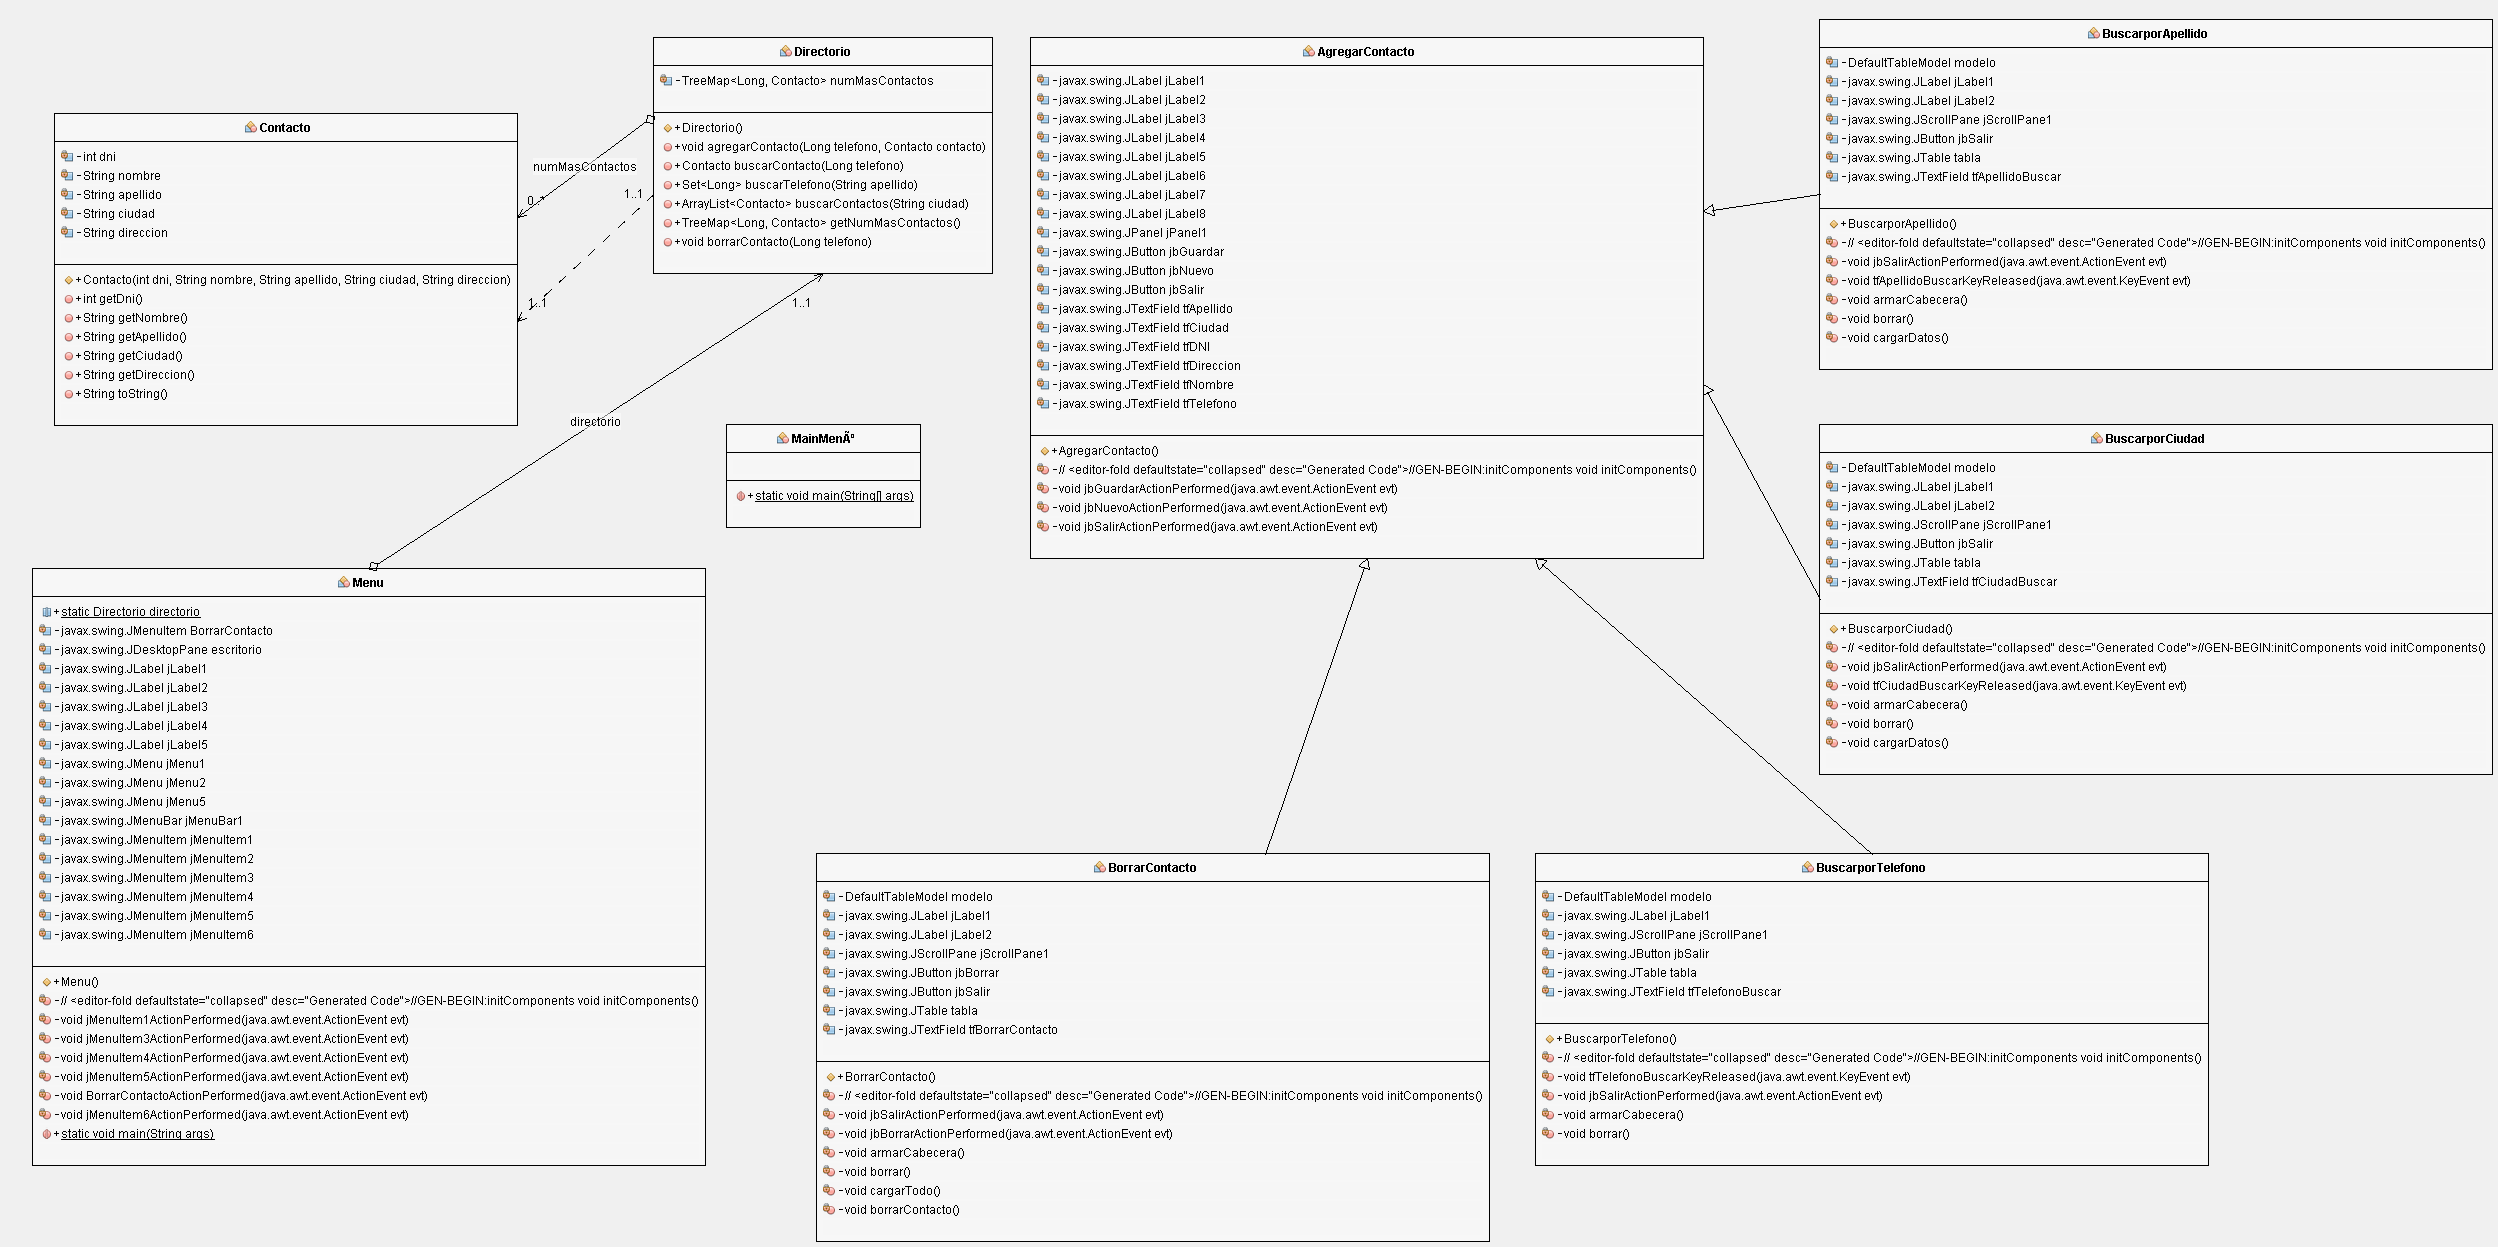 Contacto
-int dni
-String nombre
-String apellido
-String ciudad
-String direccion
+Contacto(int dni, String nombre, String apellido, String ciudad, String direccion)
+int getDni()
+String getNombre()
+String getApellido()
+String getCiudad()
+String getDireccion()
+String toString()
numMasContactos
0..*
1..1
1..1
Directorio
-TreeMap<Long, Contacto> numMasContactos
+Directorio()
+void agregarContacto(Long telefono, Contacto contacto)
+Contacto buscarContacto(Long telefono)
+Set<Long> buscarTelefono(String apellido)
+ArrayList<Contacto> buscarContactos(String ciudad)
+TreeMap<Long, Contacto> getNumMasContactos()
+void borrarContacto(Long telefono)
1..1
directorio
MainMenÃº
+static void main(String[] args)
Menu
+static Directorio directorio
-javax.swing.JMenuItem BorrarContacto
-javax.swing.JDesktopPane escritorio
-javax.swing.JLabel jLabel1
-javax.swing.JLabel jLabel2
-javax.swing.JLabel jLabel3
-javax.swing.JLabel jLabel4
-javax.swing.JLabel jLabel5
-javax.swing.JMenu jMenu1
-javax.swing.JMenu jMenu2
-javax.swing.JMenu jMenu5
-javax.swing.JMenuBar jMenuBar1
-javax.swing.JMenuItem jMenuItem1
-javax.swing.JMenuItem jMenuItem2
-javax.swing.JMenuItem jMenuItem3
-javax.swing.JMenuItem jMenuItem4
-javax.swing.JMenuItem jMenuItem5
-javax.swing.JMenuItem jMenuItem6
+Menu()
-// <editor-fold defaultstate="collapsed" desc="Generated Code">//GEN-BEGIN:initComponents void initComponents()
-void jMenuItem1ActionPerformed(java.awt.event.ActionEvent evt)
-void jMenuItem3ActionPerformed(java.awt.event.ActionEvent evt)
-void jMenuItem4ActionPerformed(java.awt.event.ActionEvent evt)
-void jMenuItem5ActionPerformed(java.awt.event.ActionEvent evt)
-void BorrarContactoActionPerformed(java.awt.event.ActionEvent evt)
-void jMenuItem6ActionPerformed(java.awt.event.ActionEvent evt)
+static void main(String args)
AgregarContacto
-javax.swing.JLabel jLabel1
-javax.swing.JLabel jLabel2
-javax.swing.JLabel jLabel3
-javax.swing.JLabel jLabel4
-javax.swing.JLabel jLabel5
-javax.swing.JLabel jLabel6
-javax.swing.JLabel jLabel7
-javax.swing.JLabel jLabel8
-javax.swing.JPanel jPanel1
-javax.swing.JButton jbGuardar
-javax.swing.JButton jbNuevo
-javax.swing.JButton jbSalir
-javax.swing.JTextField tfApellido
-javax.swing.JTextField tfCiudad
-javax.swing.JTextField tfDNI
-javax.swing.JTextField tfDireccion
-javax.swing.JTextField tfNombre
-javax.swing.JTextField tfTelefono
+AgregarContacto()
-// <editor-fold defaultstate="collapsed" desc="Generated Code">//GEN-BEGIN:initComponents void initComponents()
-void jbGuardarActionPerformed(java.awt.event.ActionEvent evt)
-void jbNuevoActionPerformed(java.awt.event.ActionEvent evt)
-void jbSalirActionPerformed(java.awt.event.ActionEvent evt)
BuscarporApellido
-DefaultTableModel modelo
-javax.swing.JLabel jLabel1
-javax.swing.JLabel jLabel2
-javax.swing.JScrollPane jScrollPane1
-javax.swing.JButton jbSalir
-javax.swing.JTable tabla
-javax.swing.JTextField tfApellidoBuscar
+BuscarporApellido()
-// <editor-fold defaultstate="collapsed" desc="Generated Code">//GEN-BEGIN:initComponents void initComponents()
-void jbSalirActionPerformed(java.awt.event.ActionEvent evt)
-void tfApellidoBuscarKeyReleased(java.awt.event.KeyEvent evt)
-void armarCabecera()
-void borrar()
-void cargarDatos()
BuscarporCiudad
-DefaultTableModel modelo
-javax.swing.JLabel jLabel1
-javax.swing.JLabel jLabel2
-javax.swing.JScrollPane jScrollPane1
-javax.swing.JButton jbSalir
-javax.swing.JTable tabla
-javax.swing.JTextField tfCiudadBuscar
+BuscarporCiudad()
-// <editor-fold defaultstate="collapsed" desc="Generated Code">//GEN-BEGIN:initComponents void initComponents()
-void jbSalirActionPerformed(java.awt.event.ActionEvent evt)
-void tfCiudadBuscarKeyReleased(java.awt.event.KeyEvent evt)
-void armarCabecera()
-void borrar()
-void cargarDatos()
BorrarContacto
-DefaultTableModel modelo
-javax.swing.JLabel jLabel1
-javax.swing.JLabel jLabel2
-javax.swing.JScrollPane jScrollPane1
-javax.swing.JButton jbBorrar
-javax.swing.JButton jbSalir
-javax.swing.JTable tabla
-javax.swing.JTextField tfBorrarContacto
+BorrarContacto()
-// <editor-fold defaultstate="collapsed" desc="Generated Code">//GEN-BEGIN:initComponents void initComponents()
-void jbSalirActionPerformed(java.awt.event.ActionEvent evt)
-void jbBorrarActionPerformed(java.awt.event.ActionEvent evt)
-void armarCabecera()
-void borrar()
-void cargarTodo()
-void borrarContacto()
BuscarporTelefono
-DefaultTableModel modelo
-javax.swing.JLabel jLabel1
-javax.swing.JScrollPane jScrollPane1
-javax.swing.JButton jbSalir
-javax.swing.JTable tabla
-javax.swing.JTextField tfTelefonoBuscar
+BuscarporTelefono()
-// <editor-fold defaultstate="collapsed" desc="Generated Code">//GEN-BEGIN:initComponents void initComponents()
-void tfTelefonoBuscarKeyReleased(java.awt.event.KeyEvent evt)
-void jbSalirActionPerformed(java.awt.event.ActionEvent evt)
-void armarCabecera()
-void borrar()